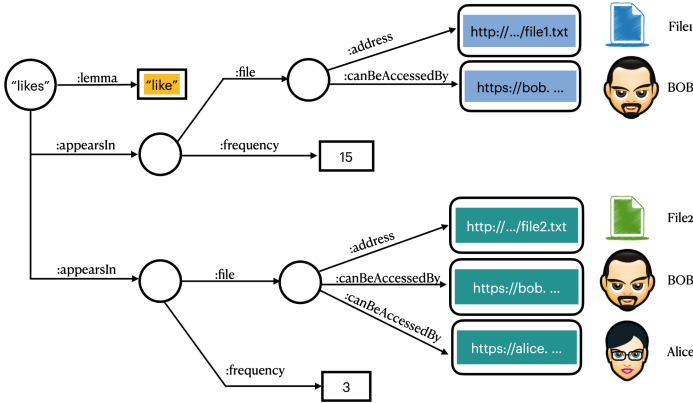 :address
http://.../file1.txt
File1
"likes"
:lemma
"like"
:file
:canBeAccessedBy
https://bob. ...
BOB
:appearsIn
:frequency
15
:address
http://.../file2.txt
File2
:appearsIn
:file
:canBeAccessedBy
https://bob. ...
BOB
:canBeAccessedBy
https://alice. ...
Alice
:frequency
3